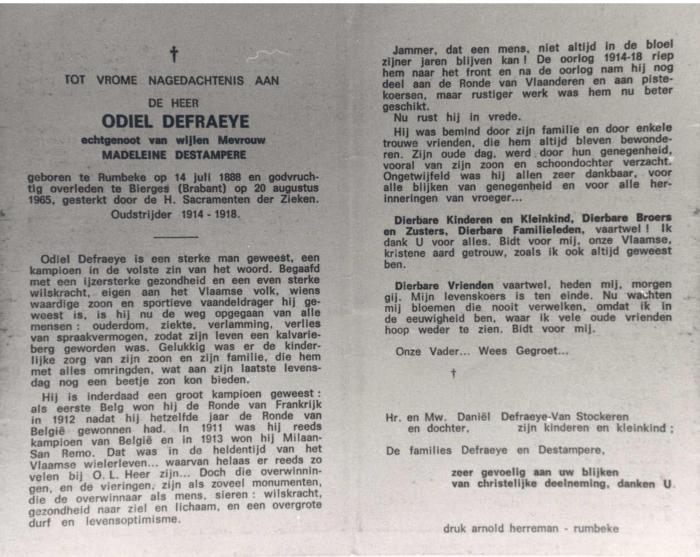 ✝
TOT VROME NAGEDACHTENIS AAN
DE HEER
ODIEL DEFRAEYE
echtgenoot van wijlen Mevrouw
MADELEINE DESTAMPERE
geboren te Rumbeke op 14 juli 1888 en godvruch-
tig overleden te Bierges (Brabant) op 20 augustus
1965, gesterkt door de H. Sacramenten der Zieken.
Oudstrijder 1914 - 1918.
Odiel Defraeye is een sterke man geweest, een
kampioen in de volste zin van het woord. Begaafd
met een ijzersterke gezondheid en een even sterke
wilskracht, eigen aan het Vlaamse volk, wiens
waardige zoon en sportieve vaandeldrager hij ge-
weest is, is hij nu de weg opgegaan van alle
mensen : ouderdom, ziekte, verlamming, verlies
van spraakvermogen, zodat zijn leven een kalvarie-
berg geworden was. Gelukkig was er de kinder-
lijke zorg van zijn zoon en zijn familie, die hem
met alles omringden, wat aan zijn laatste levens-
dag nog een beetje zon kon bieden.
Hij is inderdaad een groot kampioen geweest :
als eerste Belg won hij de Ronde van Frankrijk
in 1912 nadat hij hetzelfde jaar de Ronde van
België gewonnen had. In 1911 was hij reeds
kampioen van België en in 1913 won hij Milaan-
San Remo. Dat was in de heldentijd van het
Vlaamse wielerleven... waarvan helaas er reeds zo
velen bij O. L. Heer zijn... Doch die overwinnin-
gen, en de vieringen, zijn als zoveel monumenten,
die de overwinnaar als mens, sieren : wilskracht,
gezondheid naar ziel en lichaam, en een overgrote
durf en levensoptimisme.
Jammer, dat een mens, niet altijd in de bloei
zijner jaren blijven kan ! De oorlog 1914-18 riep
hem naar het front en na de oorlog nam hij nog
deel aan de Ronde van Vlaanderen en aan piste-
koersen, maar rustiger werk was hem nu beter
geschikt.
Nu rust hij in vrede.
Hij was bemind door zijn familie en door enkele
trouwe vrienden, die hem altijd bleven bewonde-
ren. Zijn oude dag, werd door hun genegenheid,
vooral van zijn zoon en schoondochter verzacht.
Ongetwijfeld was hij allen zeer dankbaar, voor
alle blijken van genegenheid en voor alle her-
inneringen van vroeger...
Dierbare Kinderen en Kleinkind, Dierbare Broers
en Zusters, Dierbare Familieleden, vaartwel ! Ik
dank U voor alles. Bidt voor mij, onze Vlaamse,
kristene aard getrouw, zoals ik ook altijd geweest
ben.
Dierbare Vrienden vaartwel, heden mij, morgen
gij. Mijn levenskoers is ten einde. Nu wachten
mij bloemen die nooit verwelken, omdat ik in
de eeuwigheid ben, waar ik vele oude vrienden
hoop weder te zien. Bidt voor mij.
Onze Vader... Wees Gegroet...
✝
Hr. en Mw. Daniël Defraeye-Van Stockeren
en dochter, zijn kinderen en kleinkind ;
De families Defraeye en Destampere,
zeer gevoelig aan uw blijken
van christelijke deelneming, danken U.
druk arnold herreman - rumbeke